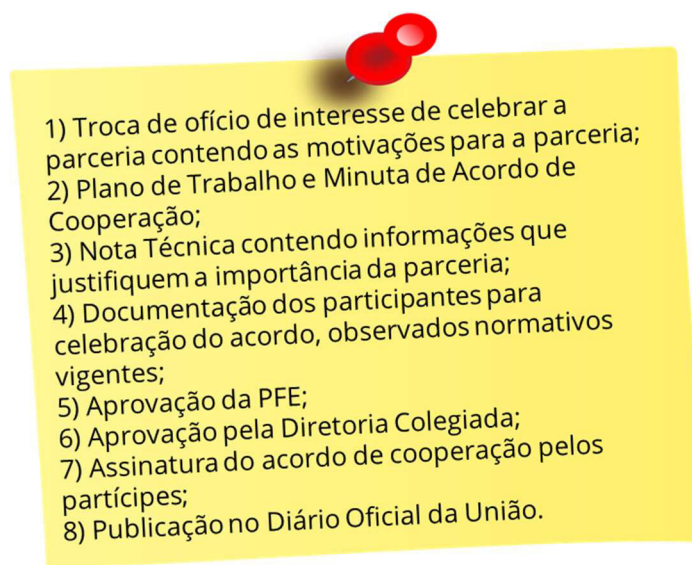 1) Troca de ofício de interesse de celebrar a
parceria contendo as motivações para a parceria;
2) Plano de Trabalho e Minuta de Acordo de
Cooperação;
3) Nota Técnica contendo informações que
justifiquem a importância da parceria;
4) Documentação dos participantes para
celebração do acordo, observados normativos
vigentes;
5) Aprovação da PFE;
6) Aprovação pela Diretoria Colegiada;
7) Assinatura do acordo de cooperação pelos
partícipes;
8) Publicação no Diário Oficial da União.